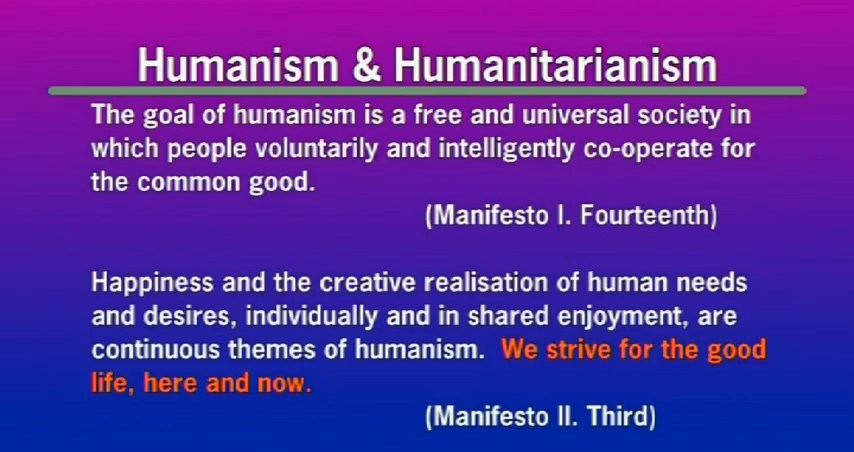 Humanism & Humanitarianism
The goal of humanism is a free and universal society in
which people voluntarily and intelligently co-operate for
the common good.
(Manifesto I. Fourteenth)
Happiness and the creative realisation of human needs
and desires, individually and in shared enjoyment, are
continuous themes of humanism. We strive for the good
life, here and now.
(Manifesto II. Third)